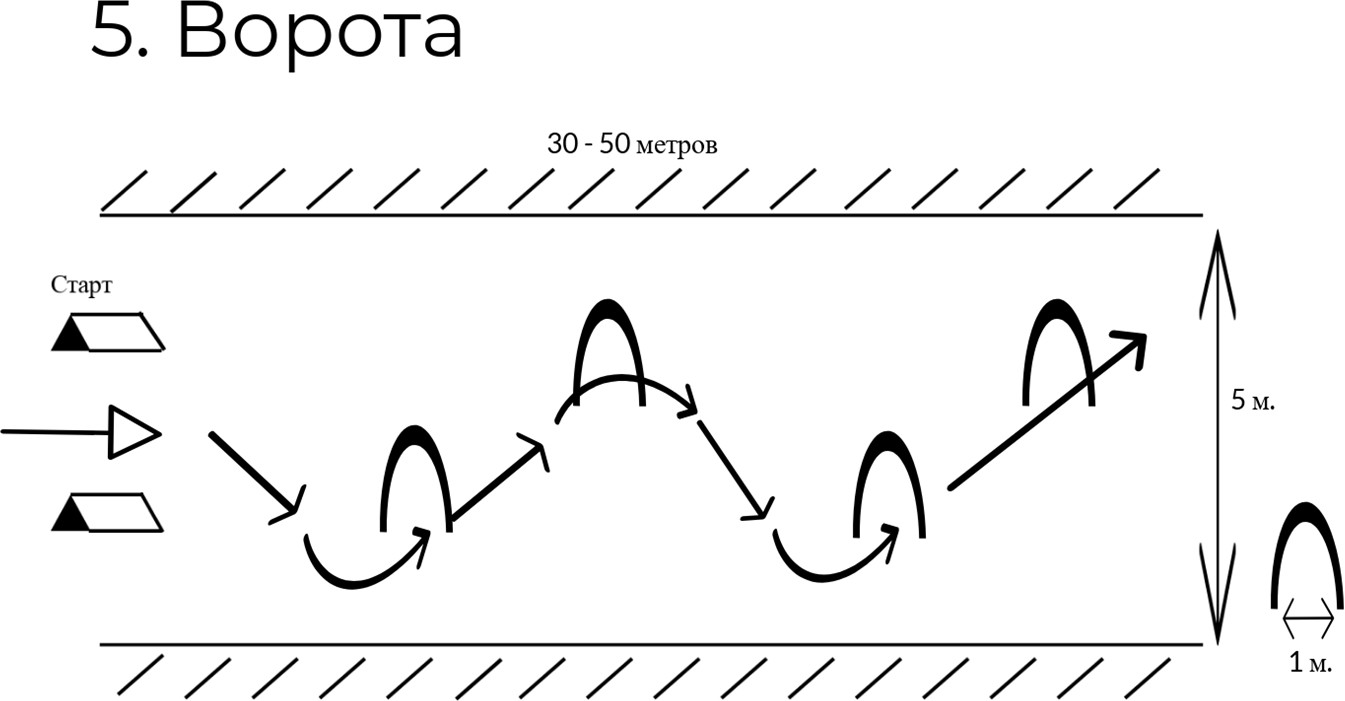 5. Ворота
30 - 50 метров
Старт
5 м.
1 м.